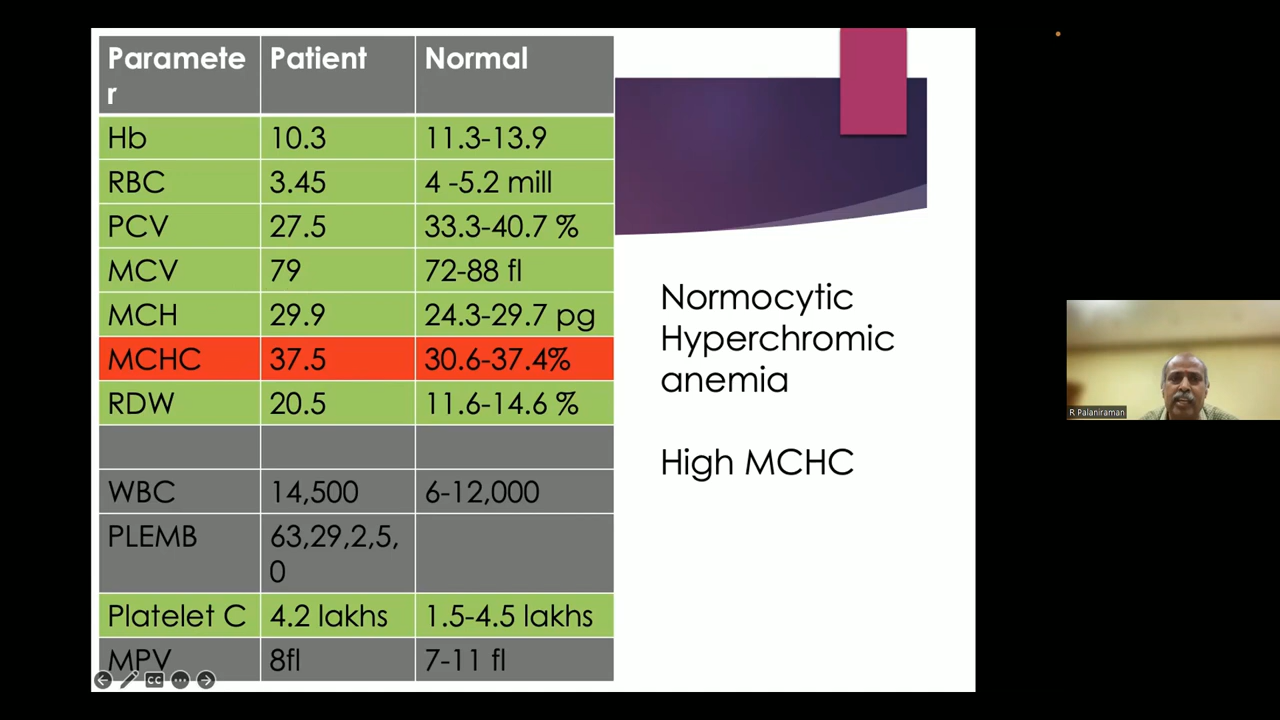 Paramete
r
Patient
Normal
Hb 10.3 11.3-13.9
RBC 3.45 4 -5.2 mill
PCV 27.5 33.3-40.7 %
MCV 79 72-88 fl
MCH 29.9 24.3-29.7 pg
MCHC 37.5 30.6-37.4%
RDW 20.5 11.6-14.6 %
WBC 14,500 6-12,000
PLEMB 63,29,2,5,
0
Platelet C 4.2 lakhs 1.5-4.5 lakhs
MPV 8fl 7-11 fl
Normocytic
Hyperchromic
anemia
High MCHC
R Palaniraman
CC